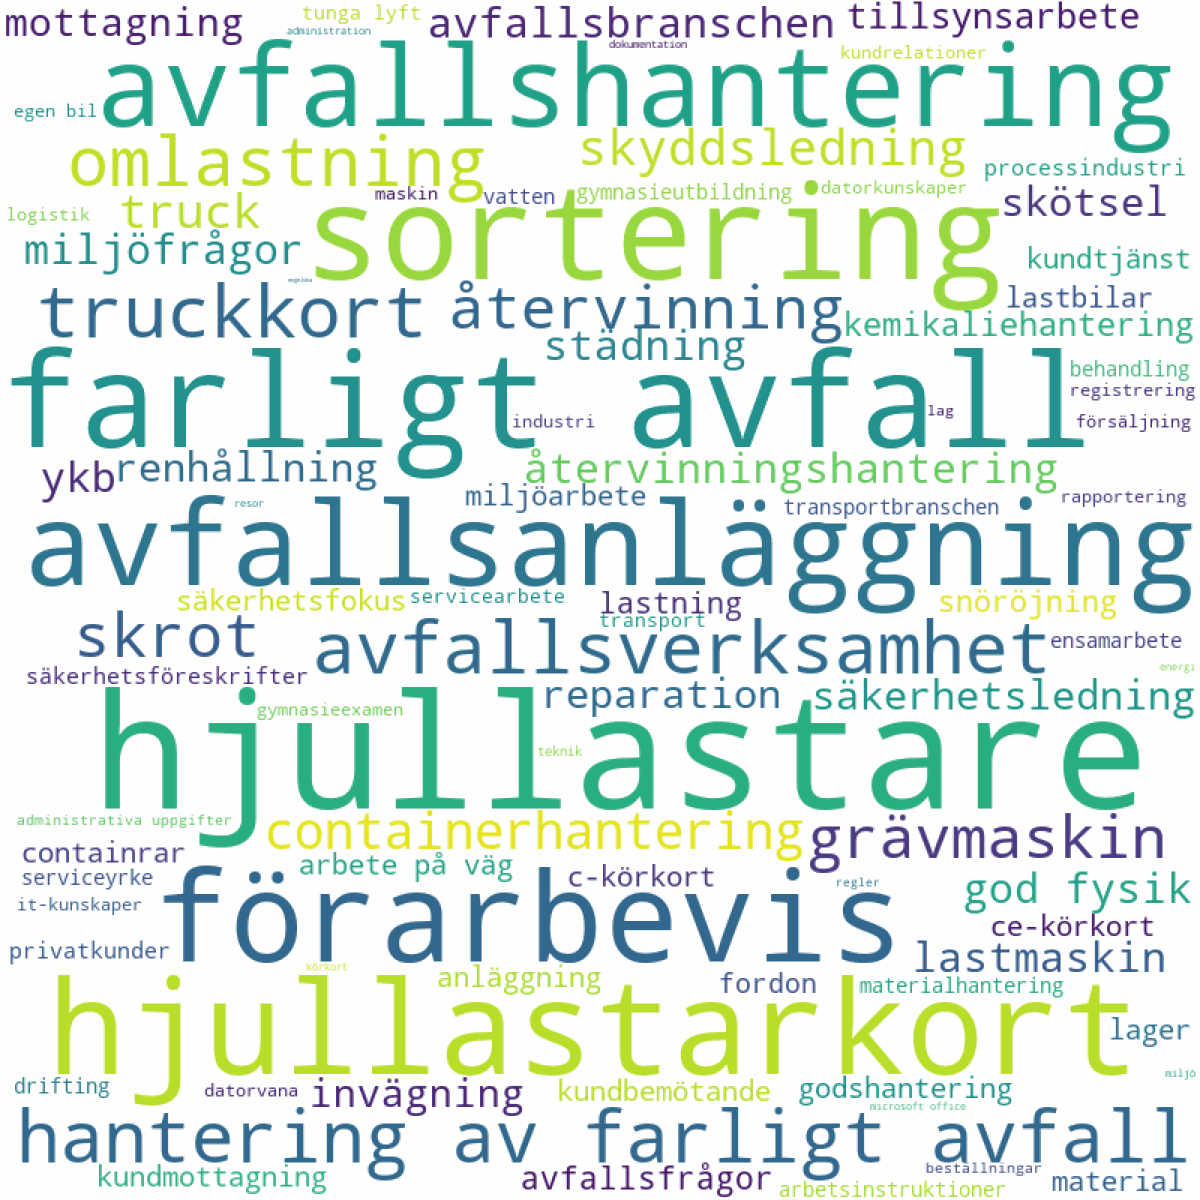 mottagning
tunga lyft
administration
avfallsbranschen
dokumentation
tillsynsarbete
kundrelationer
avfallshantering
egen bil
omlastning
skyddsledning
processindustri
maskin
vatten
gymnasieutbildning
datorkunskaper
skötsel
logistik
truck
sortering
miljöfrågor
kundtjänst
engelska
truckkort
återvinning
lastbilar
kemikaliehantering
städning
farligt avfall
behandling
registrering
industri
lag
försäljning
ykb
renhållning
återvinningshantering
miljöarbete
rapportering
resor
transportbranschen
avfallsanläggning
säkerhetsfokus
servicearbete
lastning
snöröjning
transport
skrot
avfallsverksamhet
ensamarbete
säkerhetsföreskrifter
energi
reparation
säkerhetsledning
gymnasieexamen
hjullastare
teknik
administrativa uppgifter
containerhantering
grävmaskin
containrar
arbete på väg
c-körkort
serviceyrke
regler
god fysik
it-kunskaper
förarbevis
ce-körkort
privatkunder
lastmaskin
körkort
anläggning
fordon
materialhantering
hjullastarkort
lager
miljö
drifting
datorvana
invägning
kundbemötande
godshantering
microsoft office
hantering av farligt avfall
kundmottagning
avfallsfrågor
beställningar
arbetsinstruktioner
material